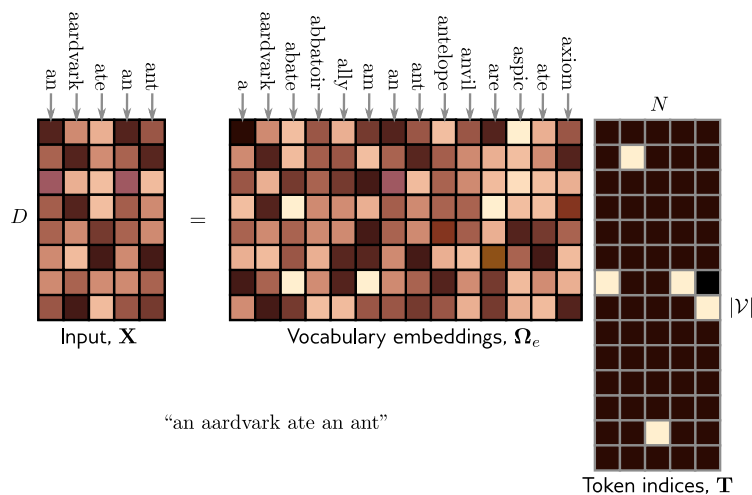 an aardvark ate an ant
a aardvark abate abbatoir ally am an ant antelope anvil are aspic ate axiom
N
D
=
|𝒱|
Input, X
Vocabulary embeddings, Ωₑ
“an aardvark ate an ant”
Token indices, T